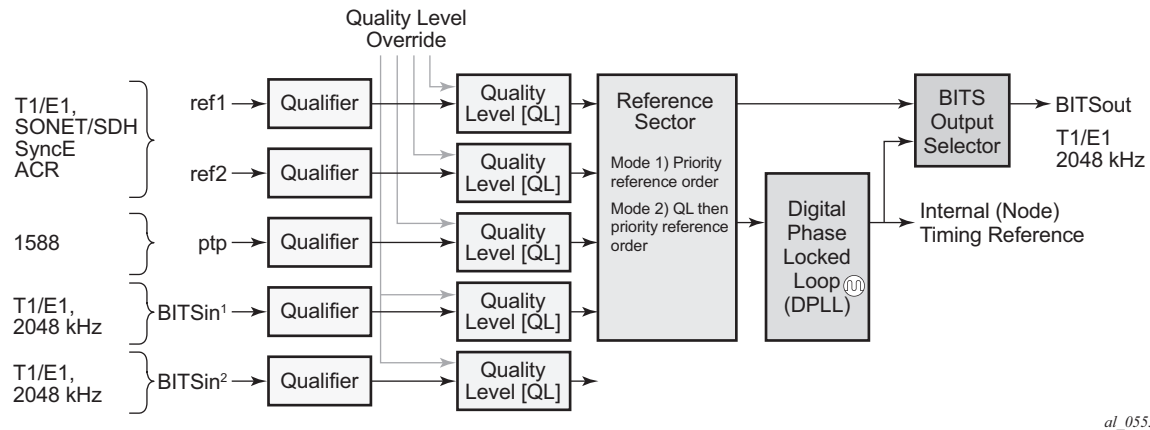 Quality Level
Override
T1/E1,
SONET/SDH
SyncE
ACR
ref1
Qualifier
Quality
Level [QL]
ref2
Qualifier
Quality
Level [QL]
1588
ptp
Qualifier
Quality
Level [QL]
T1/E1,
2048 kHz
BITSin¹
Qualifier
Quality
Level [QL]
T1/E1,
2048 kHz
BITSin²
Qualifier
Quality
Level [QL]
Reference
Sector
Mode 1) Priority
reference order
Mode 2) QL then
priority reference
order
Digital
Phase
Locked
Loop
(DPLL)
BITS
Output
Selector
BITSout
T1/E1
2048 kHz
Internal (Node)
Timing Reference